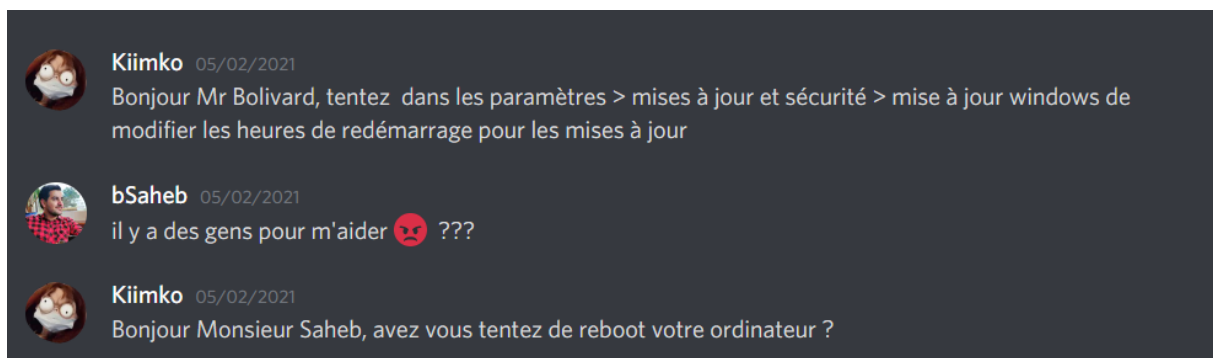 Kiimko 05/02/2021
Bonjour Mr Bolivard, tentez dans les paramètres > mises à jour et sécurité > mise à jour windows de
modifier les heures de redémarrage pour les mises à jour
bSaheb 05/02/2021
il y a des gens pour m'aider 😡 ???
Kiimko 05/02/2021
Bonjour Monsieur Saheb, avez vous tentez de reboot votre ordinateur ?